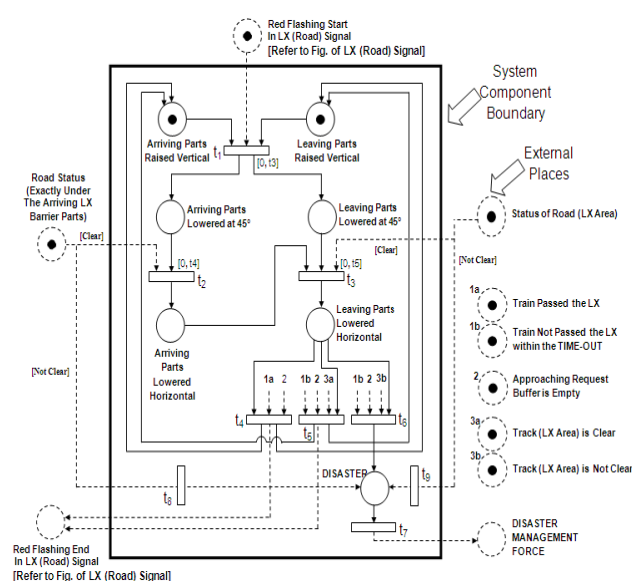 Red Flashing Start
In LX (Road) Signal
[Refer to Fig. of LX (Road) Signal]
System
Component
Boundary
Arriving Parts
Raised Vertical
Leaving Parts
Raised Vertical
t1
[0, t3]
External
Places
Road Status
(Exactly Under
The Arriving LX
Barrier Parts)
Arriving Parts
Lowered at 45°
Leaving Parts
Lowered at 45°
Status of Road (LX Area)
[Clear]
[Clear]
[Not Clear]
[0, t4]
t2
[0, t5]
t3
1a
Train Passed the LX
1b
Train Not Passed the LX
within the TIME-OUT
Leaving Parts
Lowered
Horizontal
Arriving
Parts
Lowered
Horizontal
[Not Clear]
2
Approaching Request
Buffer is Empty
1a 2
1b 2 3a
1b 2 3b
t4
t5
t6
3a
Track (LX Area) is Clear
3b
Track (LX Area) is Not Clear
DISASTER
t8
t9
t7
DISASTER
MANAGEMENT
FORCE
Red Flashing End
In LX (Road) Signal
[Refer to Fig. of LX (Road) Signal]